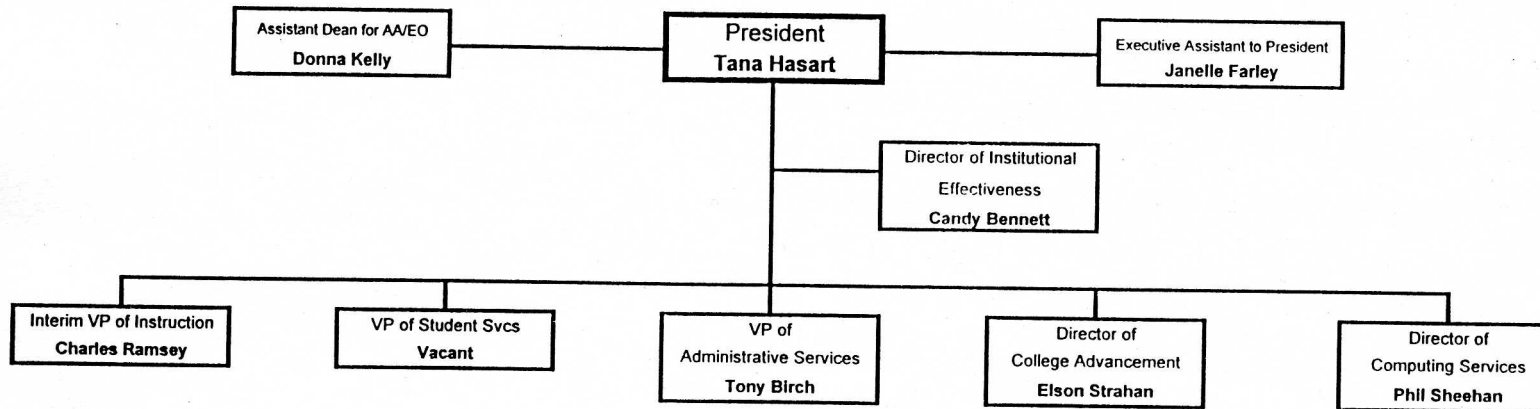 Assistant Dean for AA/EO
Donna Kelly
President
Tana Hasart
Executive Assistant to President
Janelle Farley
Director of Institutional
Effectiveness
Candy Bennett
Interim VP of Instruction
Charles Ramsey
VP of Student Svcs
Vacant
VP of
Administrative Services
Tony Birch
Director of
College Advancement
Elson Strahan
Director of
Computing Services
Phil Sheehan